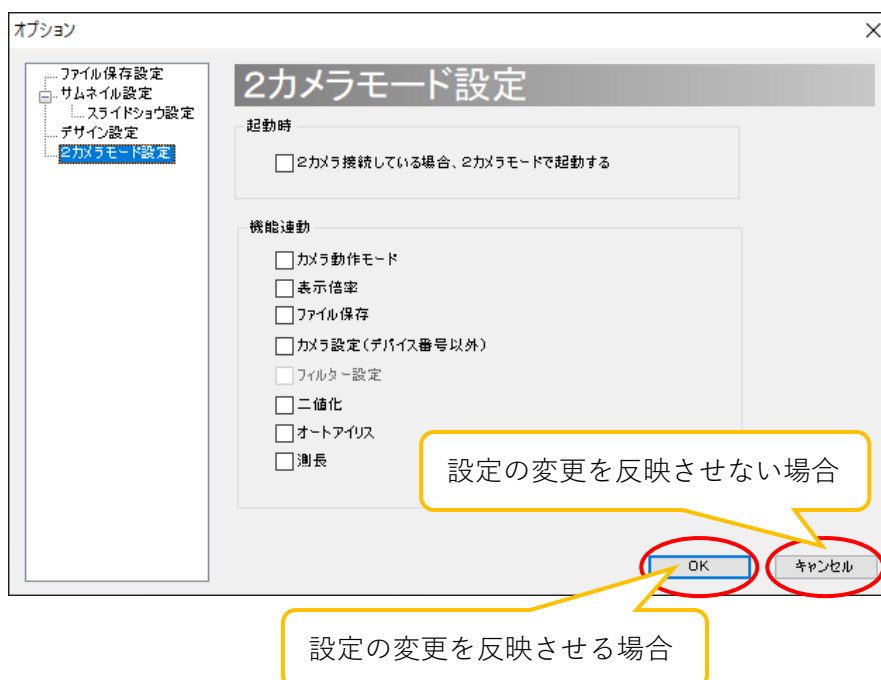 オプション
ファイル保存設定
サムネイル設定
スライドショウ設定
デザイン設定
2カメラモード設定
2カメラモード設定
起動時
2カメラ接続している場合、2カメラモードで起動する
機能連動
カメラ動作モード
表示倍率
ファイル保存
カメラ設定(デバイス番号以外)
フィルター設定
二値化
オートアイリス
測長
設定の変更を反映させない場合
OK
キャンセル
設定の変更を反映させる場合